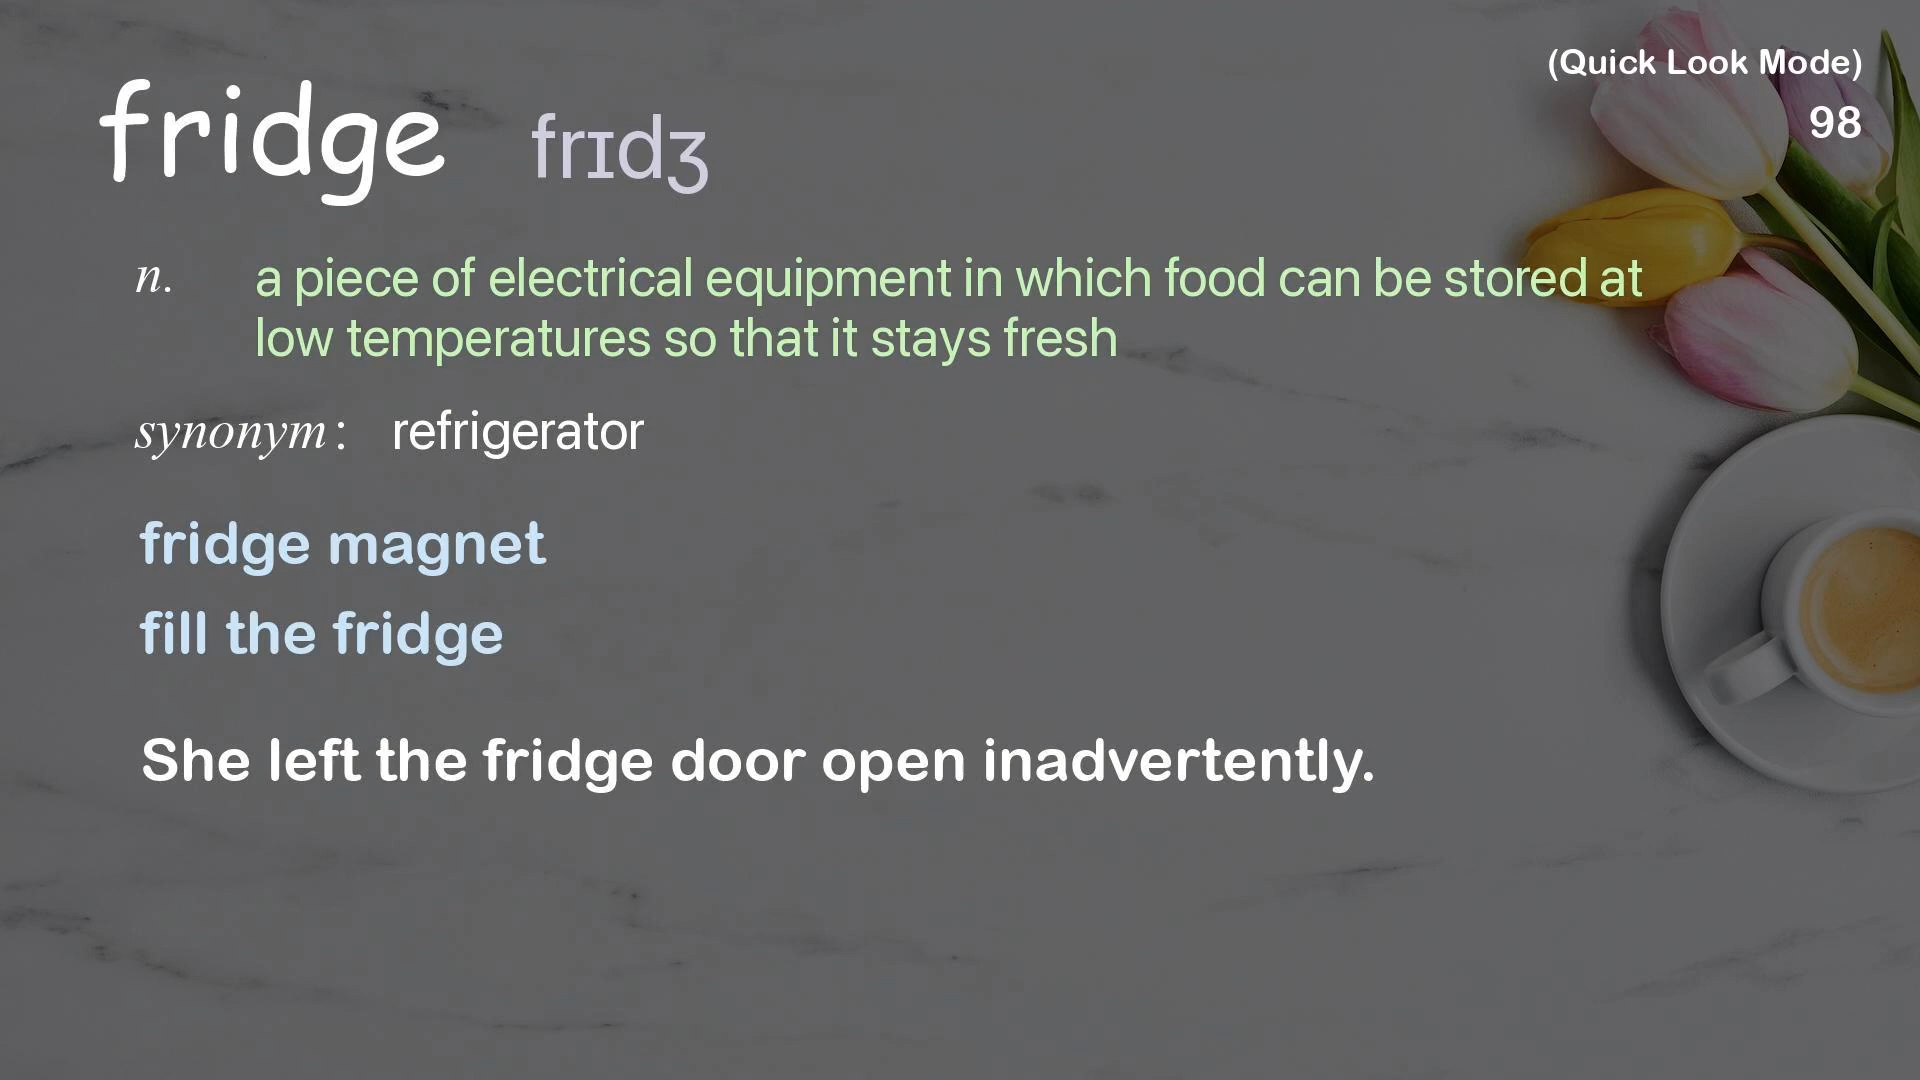 (Quick Look Mode)
98
fridge frɪdʒ
n. a piece of electrical equipment in which food can be stored at
low temperatures so that it stays fresh
synonym: refrigerator
fridge magnet
fill the fridge
She left the fridge door open inadvertently.